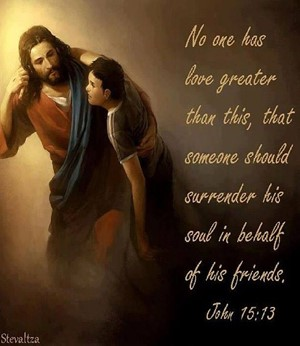 No one has
love greater
than this, that
someone should
surrender his
soul in behalf
of his friends.
John 15:13
Stevaltza